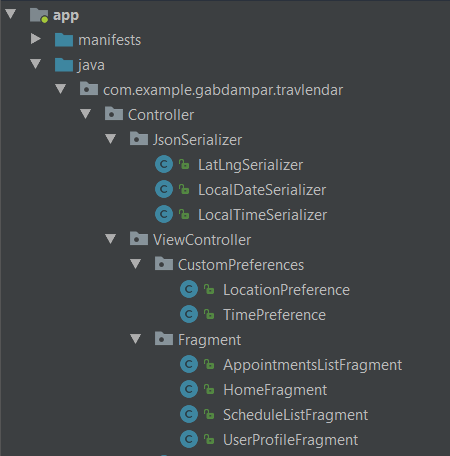 app
manifests
java
com.example.gabdampar.travlendar
Controller
JsonSerializer
C LatLngSerializer
C LocalDateSerializer
C LocalTimeSerializer
ViewController
CustomPreferences
C LocationPreference
C TimePreference
Fragment
C AppointmentsListFragment
C HomeFragment
C ScheduleListFragment
C UserProfileFragment